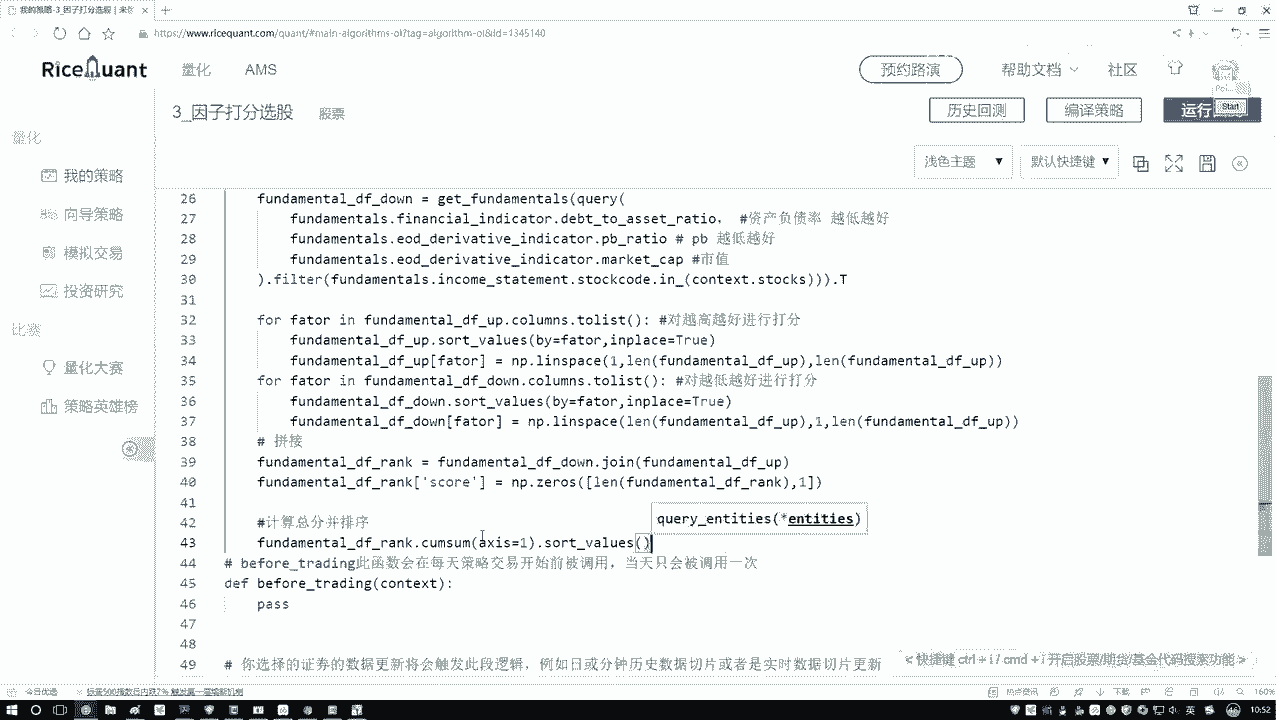 我的策略-3_因子打分选股
https://www.ricequant.com/quant/#main-algorithms-ol?tag=algorithm-ol&id=1345140
RiceQuant 量化 AMS 预约路演 帮助文档 社区
3_因子打分选股 股票 历史回测 编译策略 运行
Start
量化
浅色主题 默认快捷键
我的策略
向导策略
模拟交易
投资研究
比赛
量化大赛
策略英雄榜
26 fundamental_df_down = get_fundamentals(query(
27 fundamentals.financial_indicator.debt_to_asset_ratio, #资产负债率 越低越好
28 fundamentals.eod_derivative_indicator.pb_ratio # pb 越低越好
29 fundamentals.eod_derivative_indicator.market_cap #市值
30 ).filter(fundamentals.income_statement.stockcode.in_(context.stocks))).T
31
32 for fator in fundamental_df_up.columns.tolist(): #对越高越好进行打分
33 fundamental_df_up.sort_values(by=fator,inplace=True)
34 fundamental_df_up[fator] = np.linspace(1,len(fundamental_df_up),len(fundamental_df_up))
35 for fator in fundamental_df_down.columns.tolist(): #对越低越好进行打分
36 fundamental_df_down.sort_values(by=fator,inplace=True)
37 fundamental_df_down[fator] = np.linspace(len(fundamental_df_up),1,len(fundamental_df_up))
38 # 拼接
39 fundamental_df_rank = fundamental_df_down.join(fundamental_df_up)
40 fundamental_df_rank['score'] = np.zeros([len(fundamental_df_rank),1])
41
query_entities(*entities)
42 #计算总分并排序
43 fundamental_df_rank.cumsum(axis=1).sort_values()
44 # before_trading此函数会在每天策略交易开始前被调用，当天只会被调用一次
45 def before_trading(context):
46 pass
47
48
49 # 你选择的证券的数据更新将会触发此段逻辑，例如日或分钟历史数据切片或者是实时数据切片更新
快捷键 ctrl + i / cmd + i 开启股票/期货/基金代码搜索功能
今日优选 热点资讯 下载 160%
英 10:52